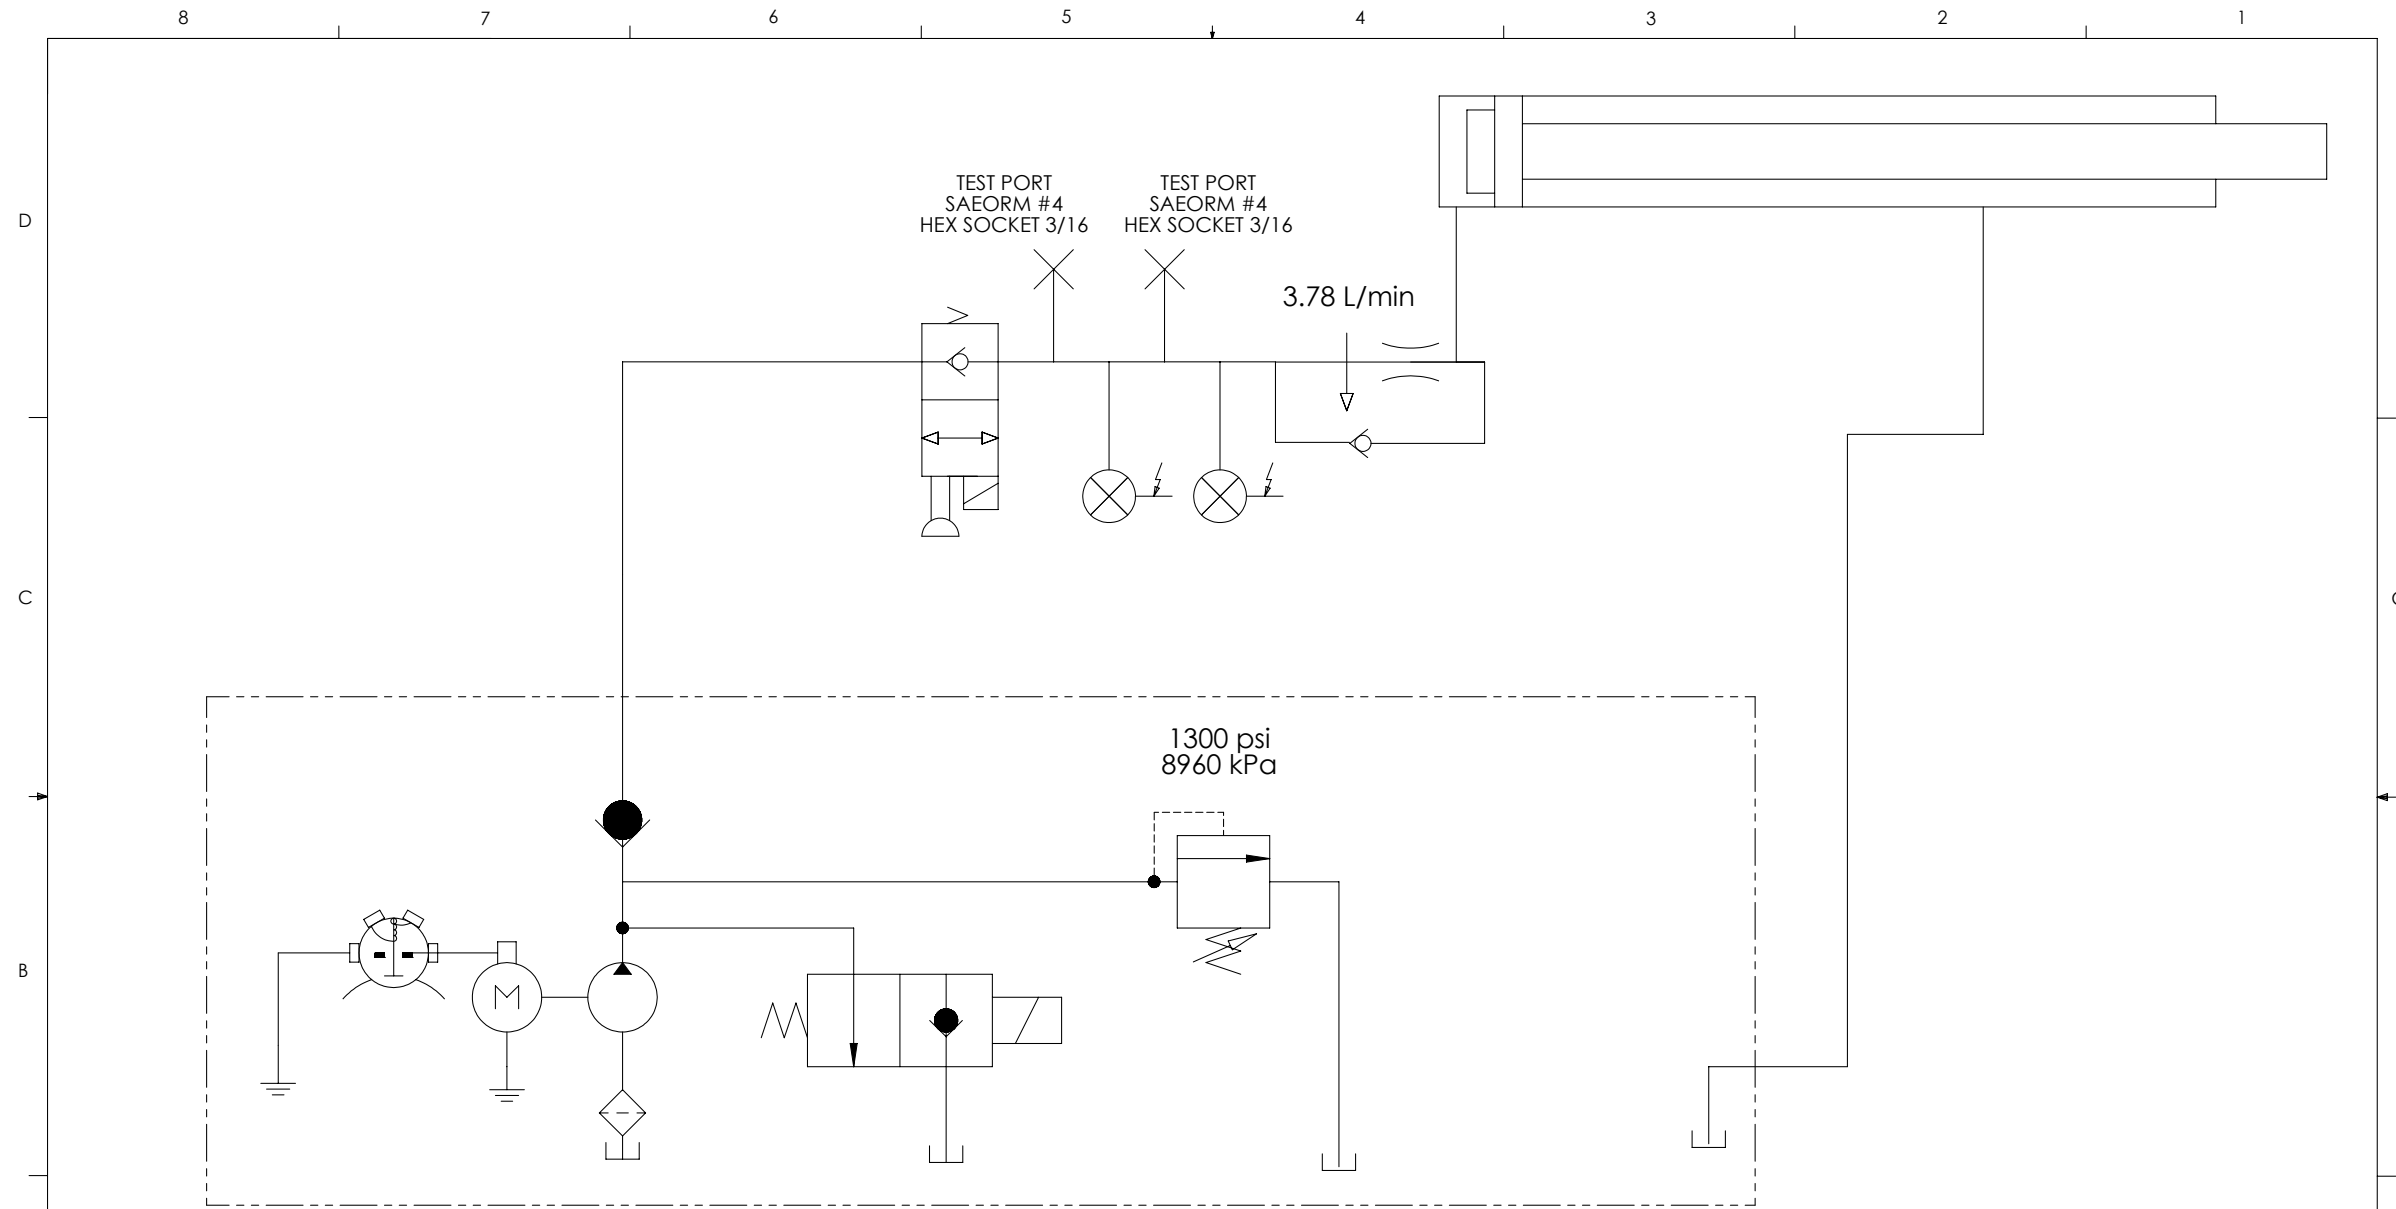 8 7 6 5 4 3 2 1
TEST PORT
SAEORM #4
HEX SOCKET 3/16
TEST PORT
SAEORM #4
HEX SOCKET 3/16
D
3.78 L/min
C
1300 psi
8960 kPa
B
M